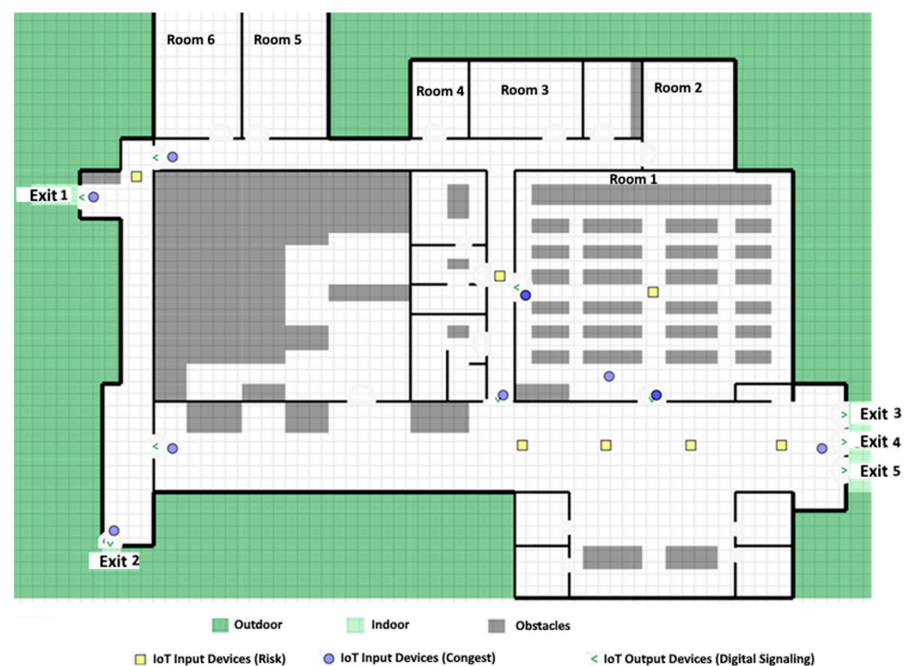 Room 6
Room 5
Room 4
Room 3
Room 2
Exit 1
Room 1
Exit 3
Exit 4
Exit 5
Exit 2
Outdoor
Indoor
Obstacles
IoT Input Devices (Risk)
IoT Input Devices (Congest)
IoT Output Devices (Digital Signaling)